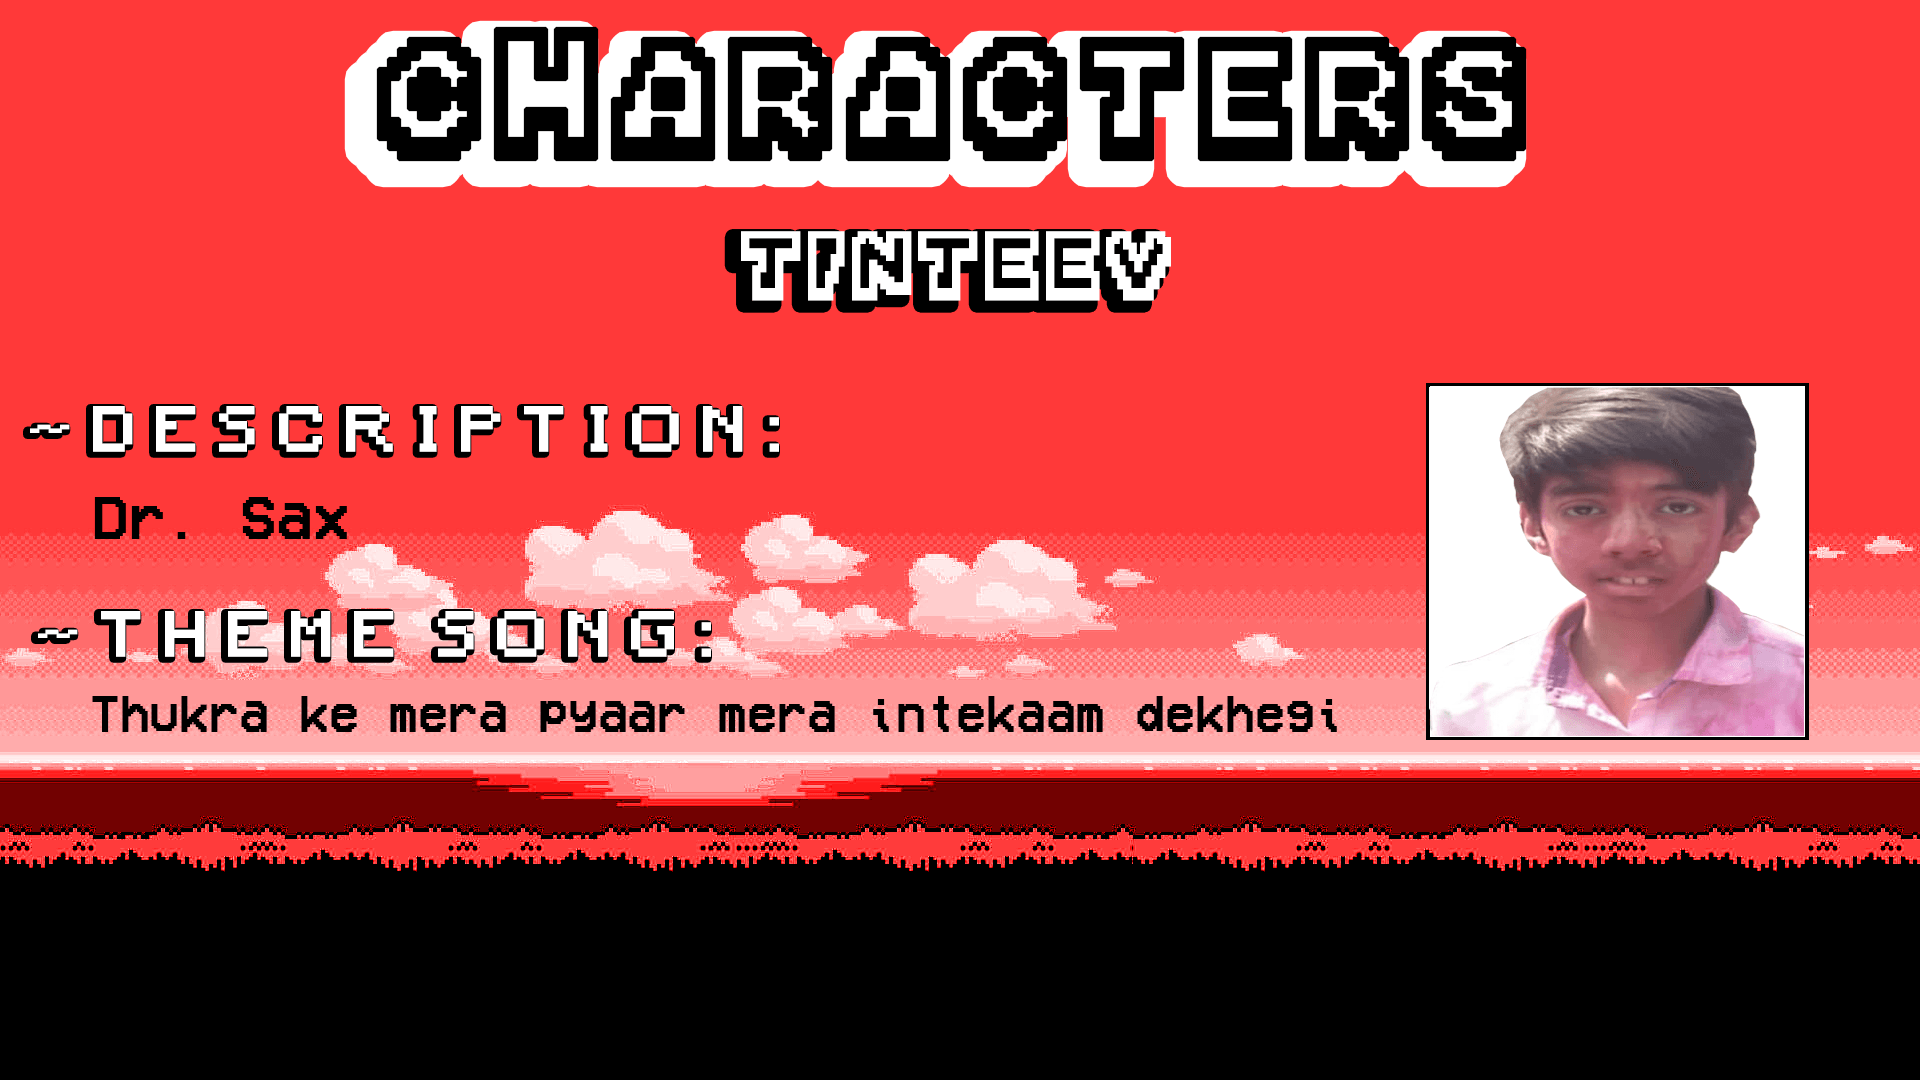 CHARACTERS
TINTEEV
~DESCRIPTION:
Dr. Sax
~THEME SONG:
Thukra ke mera pyaar mera intekaam dekhegi